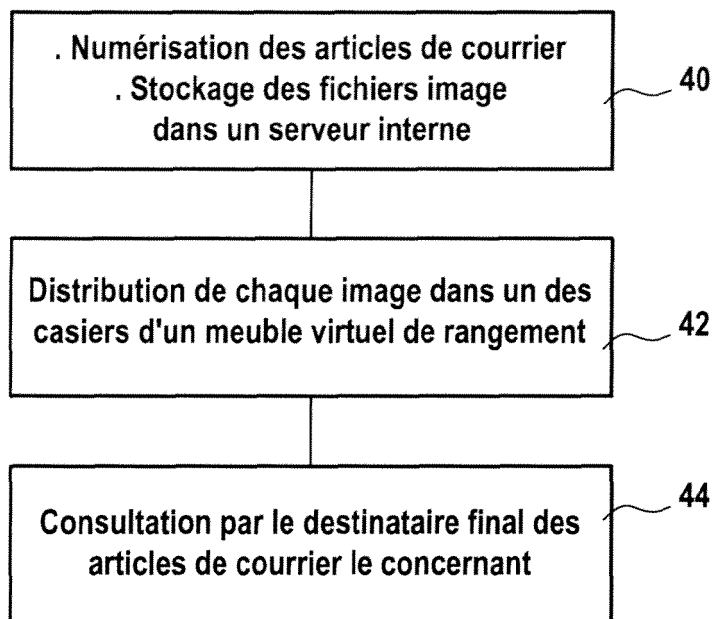 . Numérisation des articles de courrier
. Stockage des fichiers image
dans un serveur interne
40
Distribution de chaque image dans un des
casiers d'un meuble virtuel de rangement
42
Consultation par le destinataire final des
articles de courrier le concernant
44